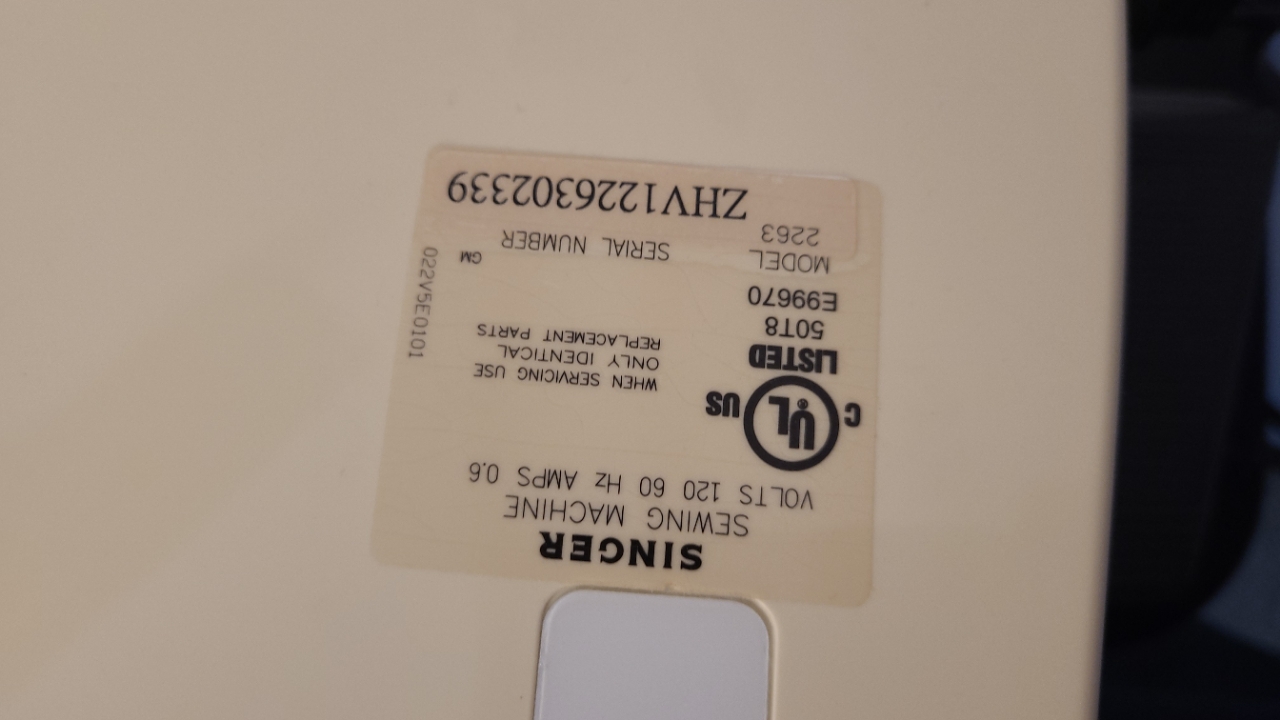 SINGER
SEWING MACHINE
VOLTS 120 60 Hz AMPS 0.6
C UL US
LISTED
50T8
E99670
WHEN SERVICING USE
ONLY IDENTICAL
REPLACEMENT PARTS
GM
MODEL SERIAL NUMBER
2263
ZHV1226302339
022V5E0101